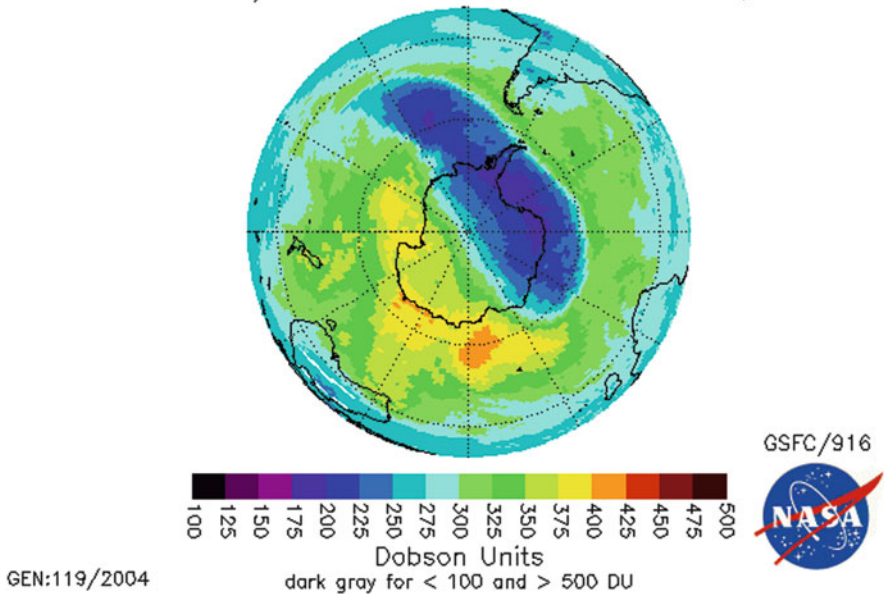 GSFC/916
NASA
100 125 150 175 200 225 250 275 300 325 350 375 400 425 450 475 500
Dobson Units
GEN:119/2004
dark gray for < 100 and > 500 DU